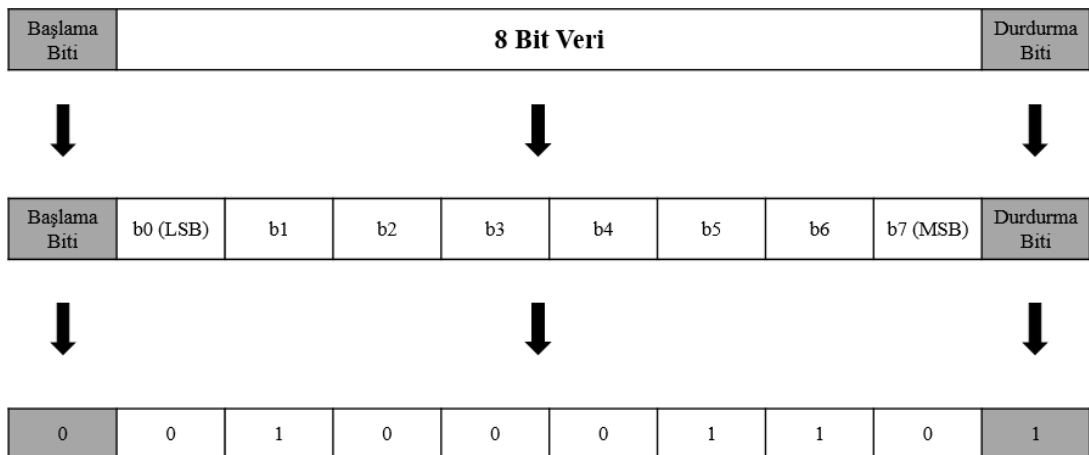 Başlama
Biti
8 Bit Veri
Durdurma
Biti
Başlama
Biti
b0 (LSB)
b1
b2
b3
b4
b5
b6
b7 (MSB)
Durdurma
Biti
0
0
1
0
0
0
1
1
0
1